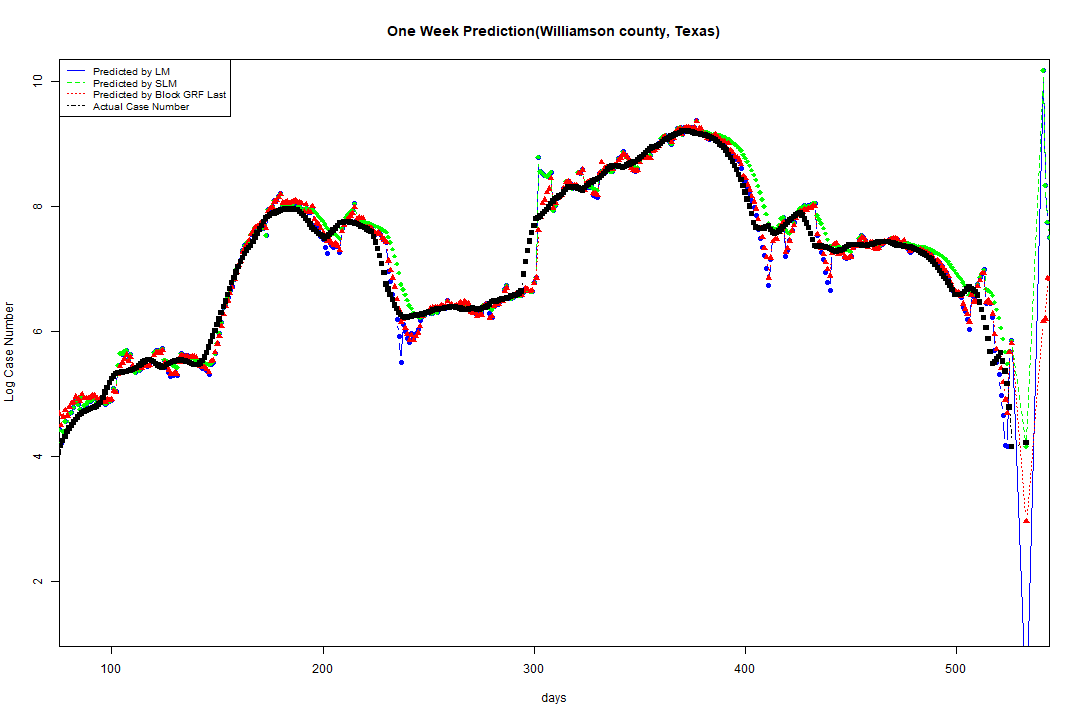 One Week Prediction(Williamson county, Texas)
Predicted by LM
Predicted by SLM
Predicted by Block GRF Last
Actual Case Number
10
8
6
4
2
Log Case Number
100 200 300 400 500
days